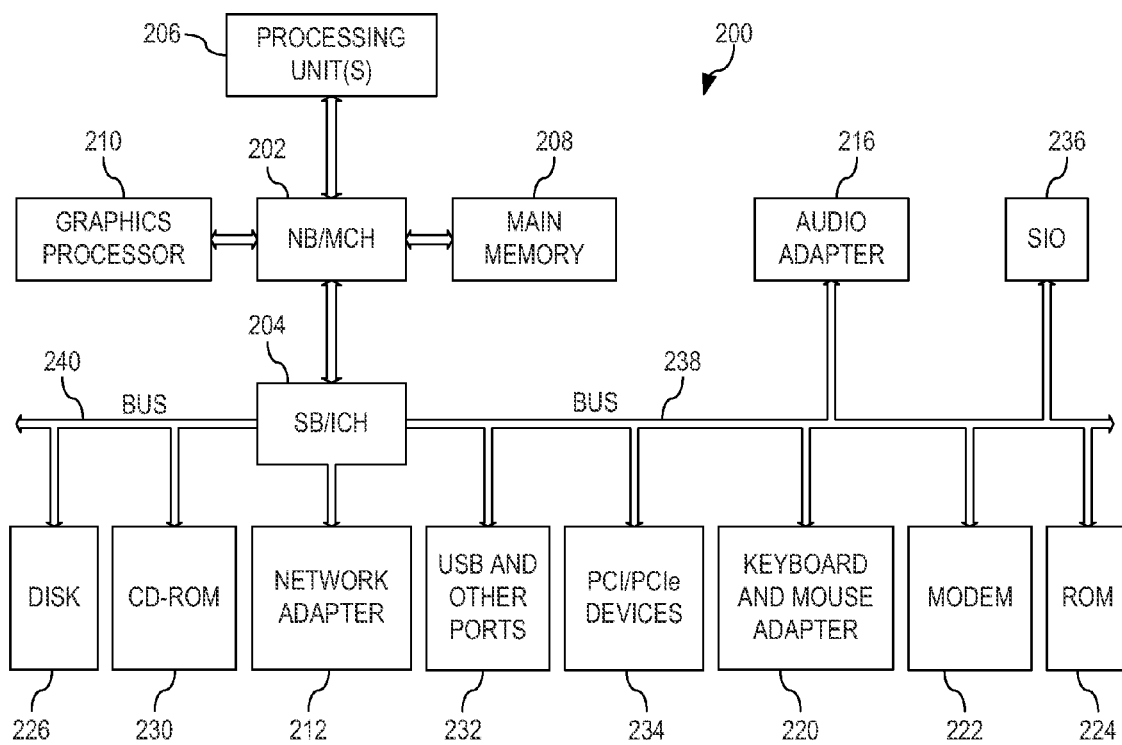 206
PROCESSING
UNIT(S)
200
210
202
208
216
236
GRAPHICS
PROCESSOR
NB/MCH
MAIN
MEMORY
AUDIO
ADAPTER
SIO
204
240
238
BUS
SB/ICH
BUS
DISK
CD-ROM
NETWORK
ADAPTER
USB AND
OTHER
PORTS
PCI/PCIe
DEVICES
KEYBOARD
AND MOUSE
ADAPTER
MODEM
ROM
226
230
212
232
234
220
222
224